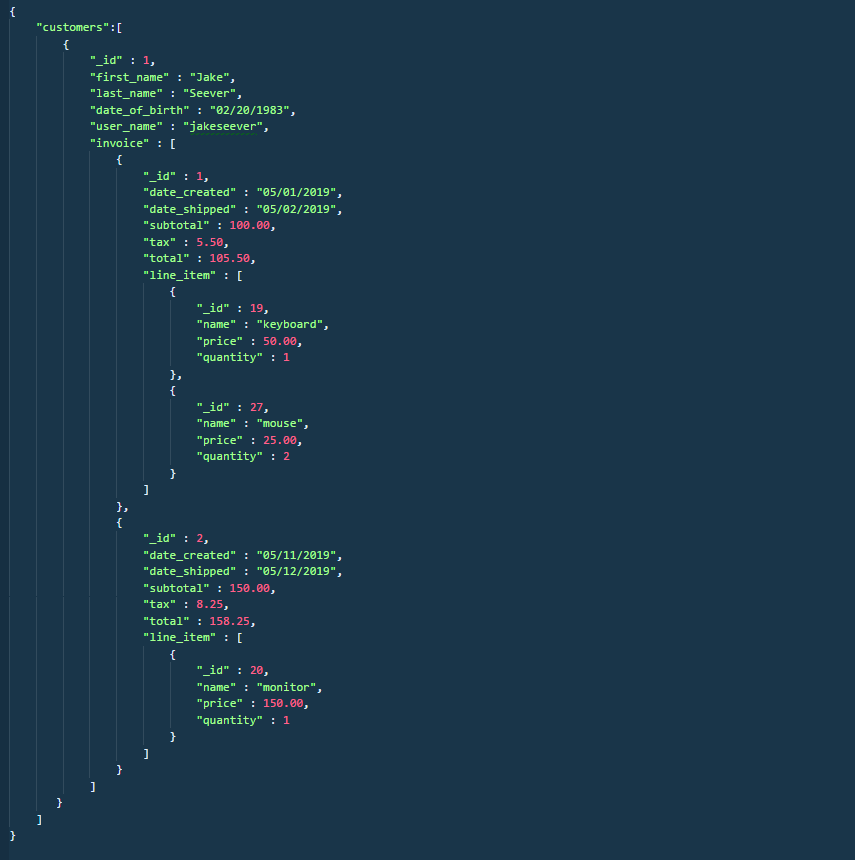 {
    "customers":[
        {
            "_id" : 1,
            "first_name" : "Jake",
            "last_name" : "Seever",
            "date_of_birth" : "02/20/1983",
            "user_name" : "jakeseever",
            "invoice" : [
                {
                    "_id" : 1,
                    "date_created" : "05/01/2019",
                    "date_shipped" : "05/02/2019",
                    "subtotal" : 100.00,
                    "tax" : 5.50,
                    "total" : 105.50,
                    "line_item" : [
                        {
                            "_id" : 19,
                            "name" : "keyboard",
                            "price" : 50.00,
                            "quantity" : 1
                        },
                        {
                            "_id" : 27,
                            "name" : "mouse",
                            "price" : 25.00,
                            "quantity" : 2
                        }
                    ]
                },
                {
                    "_id" : 2,
                    "date_created" : "05/11/2019",
                    "date_shipped" : "05/12/2019",
                    "subtotal" : 150.00,
                    "tax" : 8.25,
                    "total" : 158.25,
                    "line_item" : [
                        {
                            "_id" : 20,
                            "name" : "monitor",
                            "price" : 150.00,
                            "quantity" : 1
                        }
                    ]
                }
            ]
       }
    ]
}